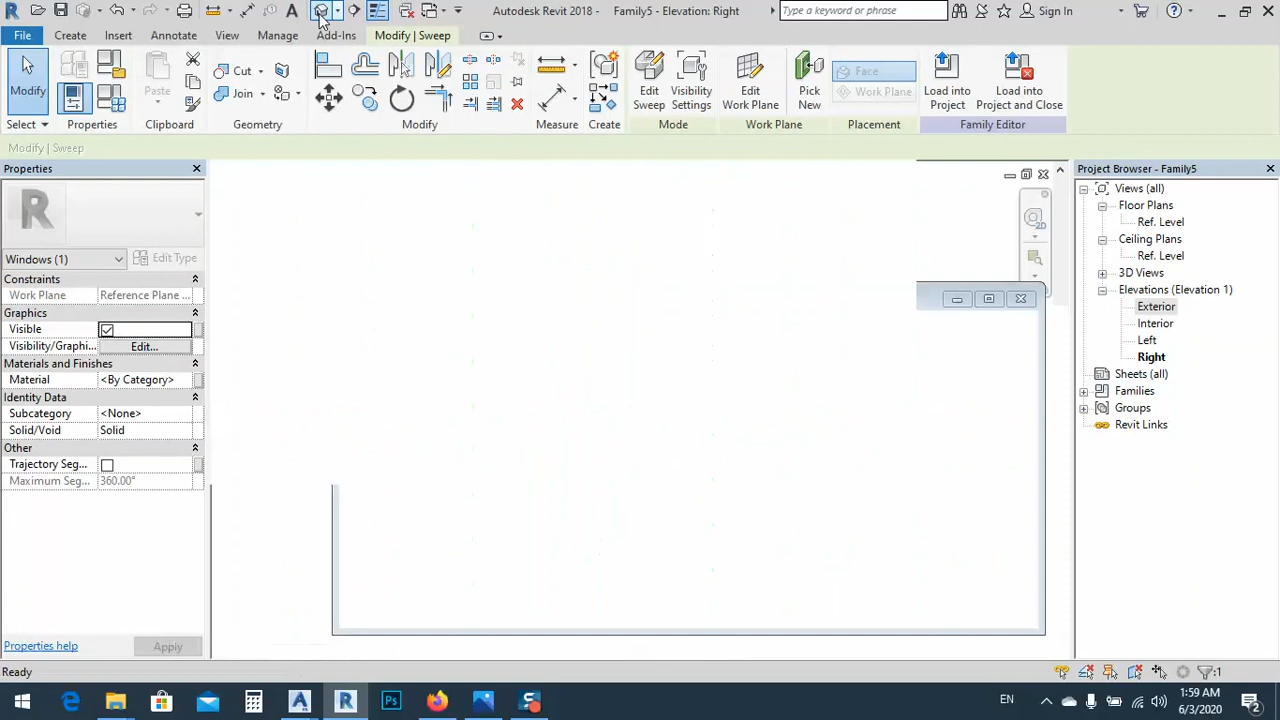 Autodesk Revit 2018 - Family5 - Elevation: Right
Type a keyword or phrase
Sign In
File Create Insert Annotate View Manage Add-Ins Modify | Sweep
Modify
Paste
Cut
Join
Edit Sweep
Visibility Settings
Edit Work Plane
Pick New
Face
Work Plane
Load into Project
Load into Project and Close
Select Properties Clipboard Geometry Modify Measure Create Mode Work Plane Placement Family Editor
Modify | Sweep
Properties
Windows (1) Edit Type
Constraints
Work Plane Reference Plane ...
Graphics
Visible
Visibility/Graphi... Edit...
Materials and Finishes
Material <By Category>
Identity Data
Subcategory <None>
Solid/Void Solid
Other
Trajectory Seg...
Maximum Seg... 360.00°
Properties help Apply
2D
Project Browser - Family5
Views (all)
Floor Plans
Ref. Level
Ceiling Plans
Ref. Level
3D Views
Elevations (Elevation 1)
Exterior
Interior
Left
Right
Sheets (all)
Families
Groups
Revit Links
Ready
:1
EN
1:59 AM
6/3/2020
2